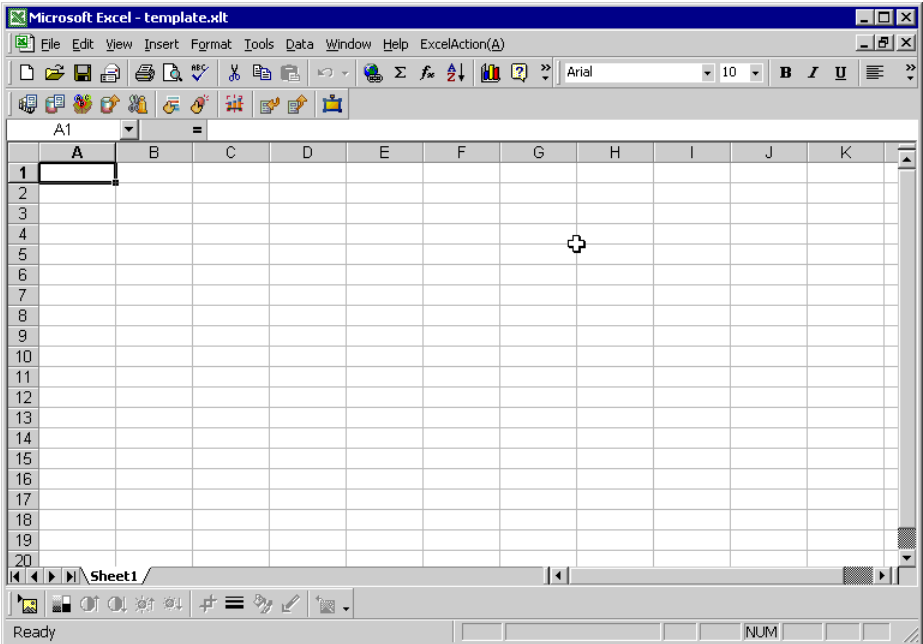 Microsoft Excel - template.xlt
File Edit View Insert Format Tools Data Window Help ExcelAction(A)
ABC Σ fx A Z ? » Arial 10 B I U »
A1 =
A B C D E F G H I J K
1
2
3
4
5
6
7
8
9
10
11
12
13
14
15
16
17
18
19
20
Sheet1
Ready NUM